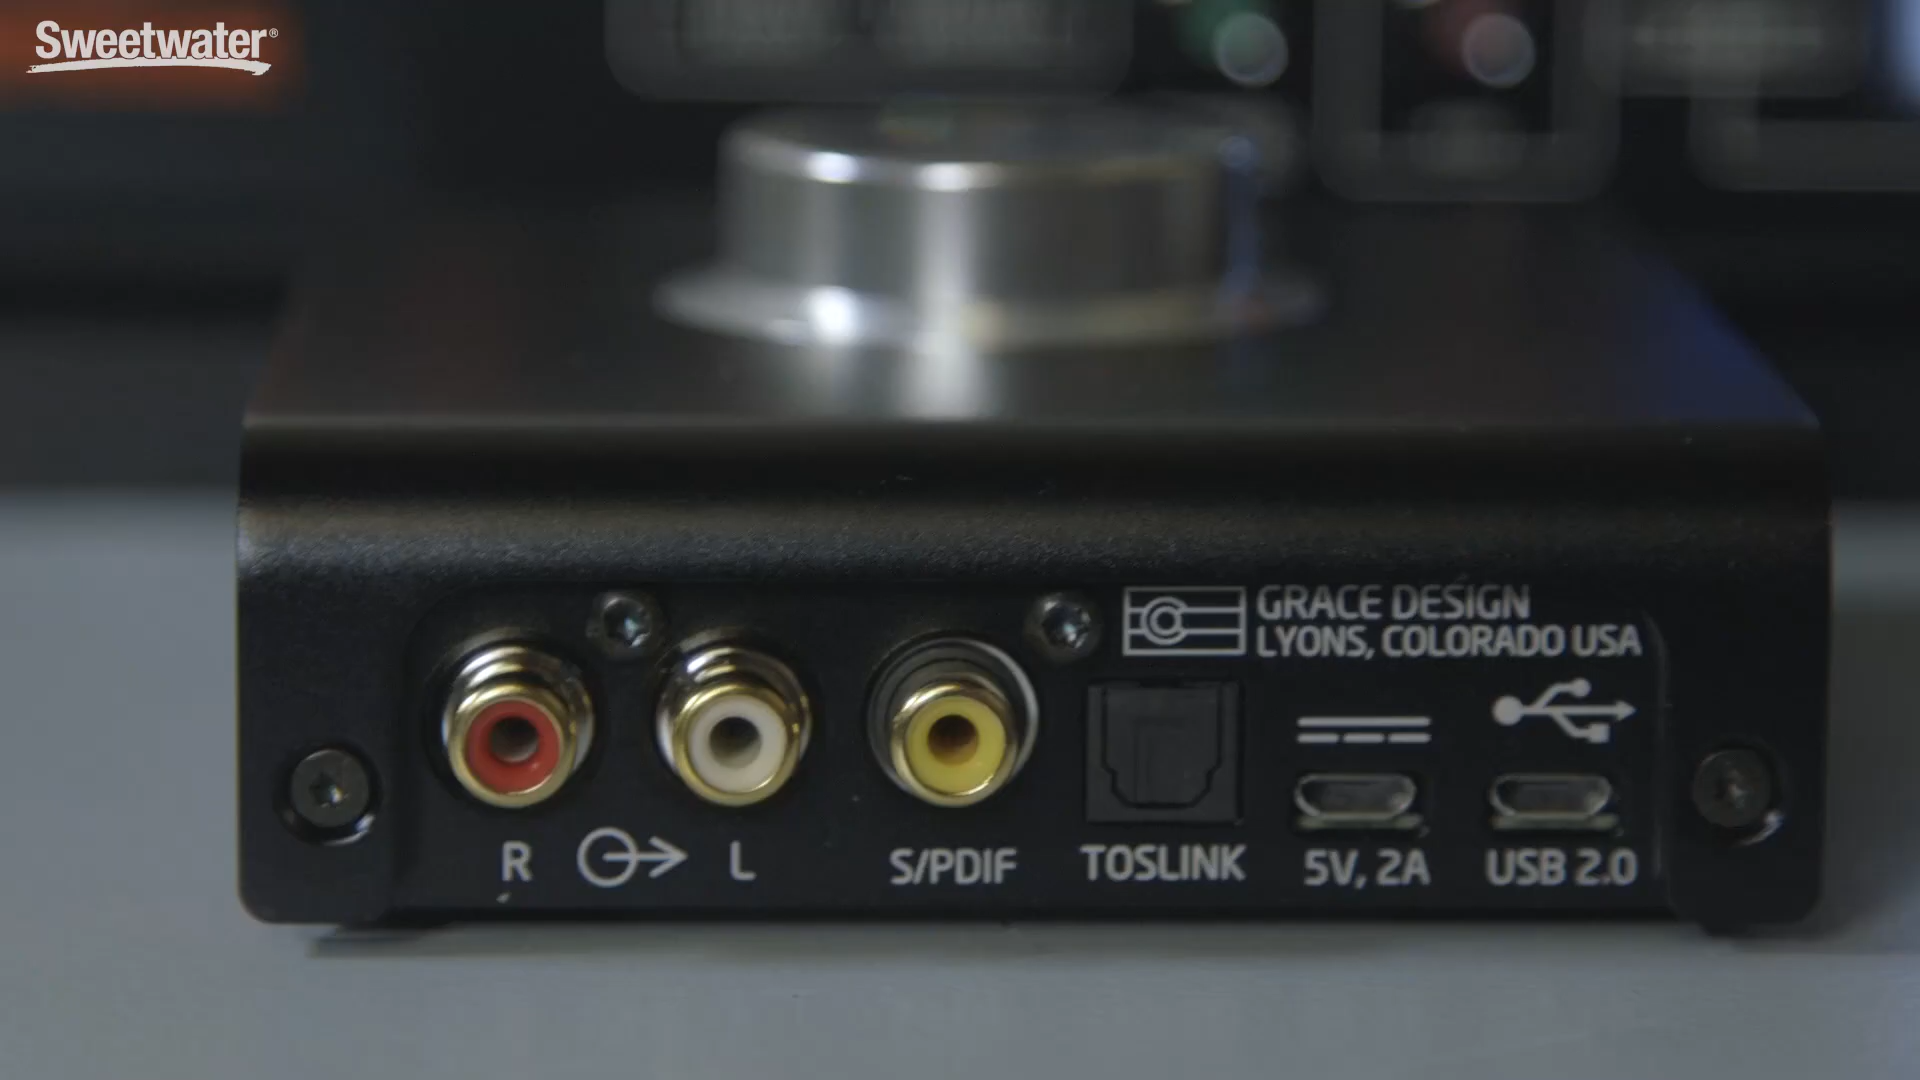 Sweetwater®
GRACE DESIGN
LYONS, COLORADO USA
R L
S/PDIF
TOSLINK
5V, 2A
USB 2.0